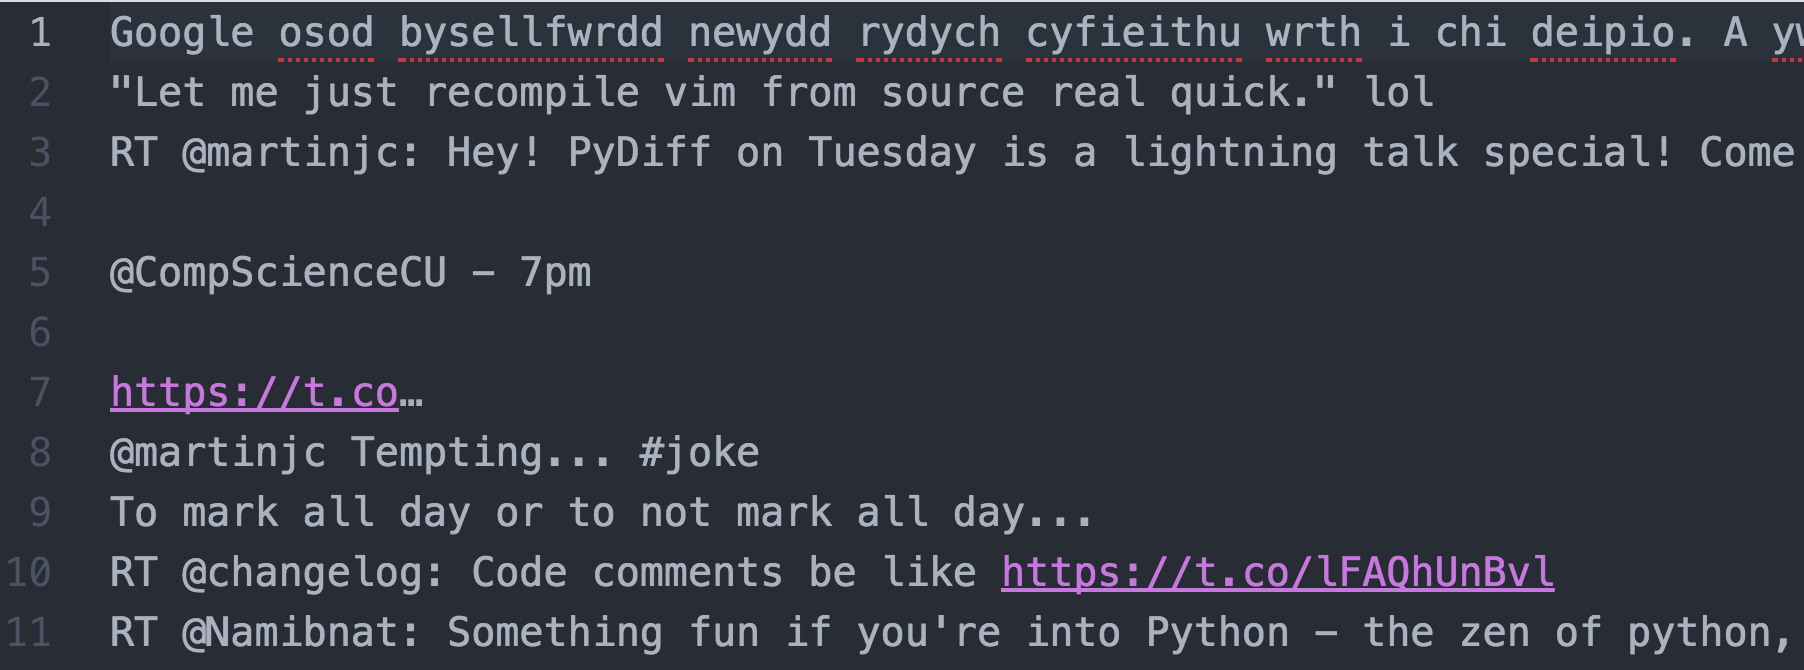 1 Google osod bysellfwrdd newydd rydych cyfieithu wrth i chi deipio. A
2 "Let me just recompile vim from source real quick." lol
3 RT @martinjc: Hey! PyDiff on Tuesday is a lightning talk special! Come
4
5 @CompScienceCU – 7pm
6
7 https://t.co…
8 @martinjc Tempting... #joke
9 To mark all day or to not mark all day...
10 RT @changelog: Code comments be like https://t.co/lFAQhUnBvl
11 RT @Namibnat: Something fun if you're into Python – the zen of python,